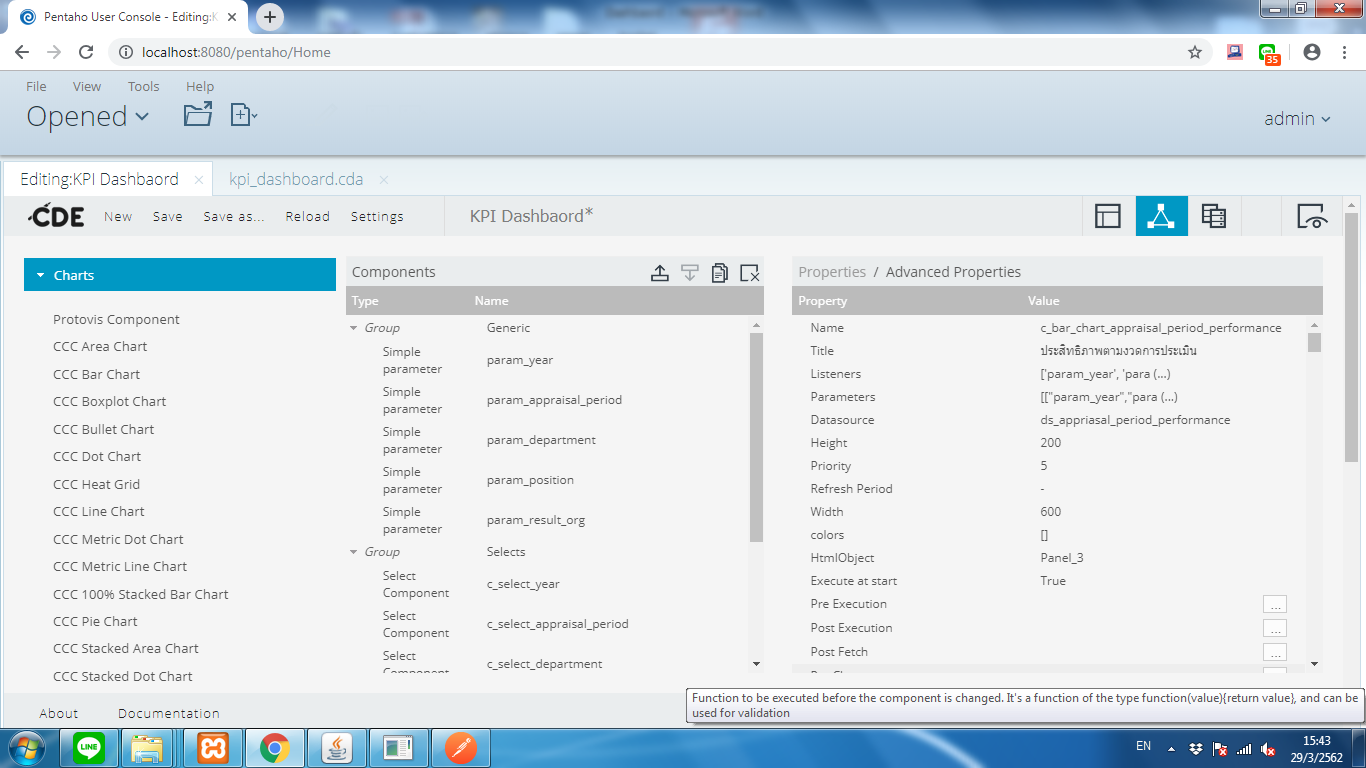 Pentaho User Console - Editing:K
localhost:8080/pentaho/Home
35
File View Tools Help
Opened
admin
Editing:KPI Dashbaord
kpi_dashboard.cda
CDE New Save Save as... Reload Settings
KPI Dashbaord*
Charts
Protovis Component
CCC Area Chart
CCC Bar Chart
CCC Boxplot Chart
CCC Bullet Chart
CCC Dot Chart
CCC Heat Grid
CCC Line Chart
CCC Metric Dot Chart
CCC Metric Line Chart
CCC 100% Stacked Bar Chart
CCC Pie Chart
CCC Stacked Area Chart
CCC Stacked Dot Chart
Components
Type Name
Group Generic
Simple parameter param_year
Simple parameter param_appraisal_period
Simple parameter param_department
Simple parameter param_position
Simple parameter param_result_org
Group Selects
Select Component c_select_year
Select Component c_select_appraisal_period
Select Component c_select_department
Properties / Advanced Properties
Property Value
Name c_bar_chart_appraisal_period_performance
Title ประสิทธิภาพตามงวดการประเมิน
Listeners ['param_year', 'para (...)
Parameters [["param_year","para (...)
Datasource ds_appriasal_period_performance
Height 200
Priority 5
Refresh Period -
Width 600
colors []
HtmlObject Panel_3
Execute at start True
Pre Execution ...
Post Execution ...
Post Fetch ...
Function to be executed before the component is changed. It's a function of the type function(value){return value}, and can be
used for validation
About Documentation
EN
15:43
29/3/2562